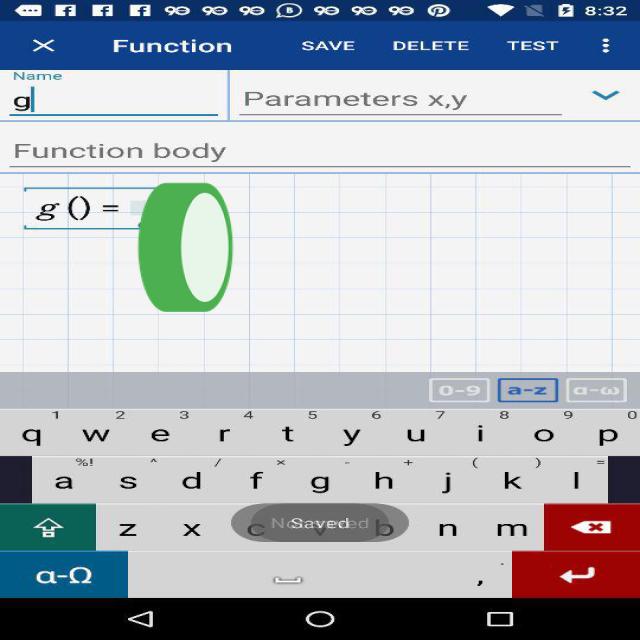 8:32
Function SAVE DELETE TEST
Name
g
Parameters x,y
Function body
g () =
0-9 a-z α-ω
1 2 3 4 5 6 7 8 9 0
q w e r t y u i o p
%! ^ / × - + ( ) =
a s d f g h j k l
z x c v b n m
Saved
α-Ω , .